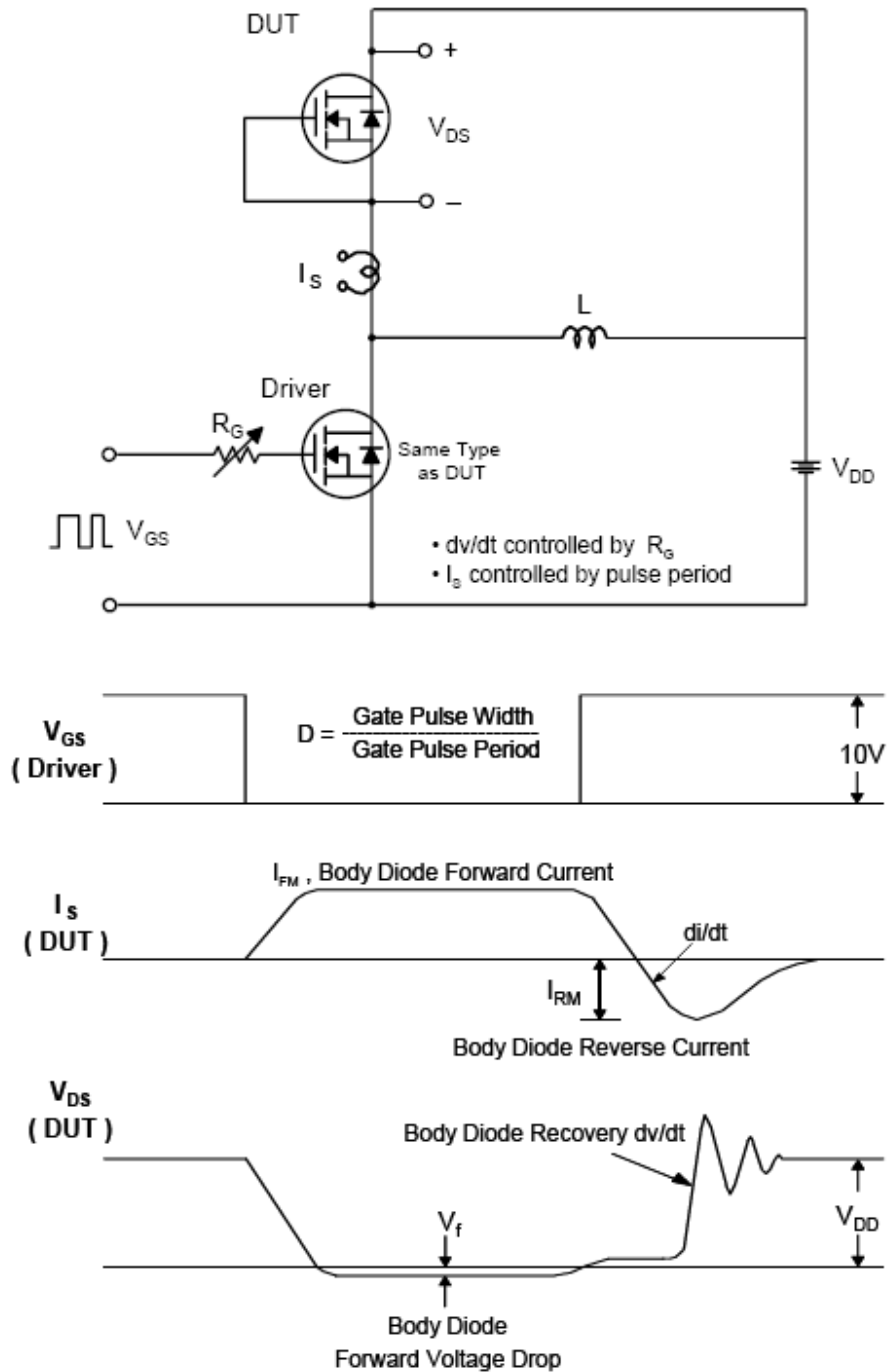 DUT
+
V_DS
–
I_S
L
Driver
R_G
Same Type
as DUT
V_DD
V_GS
• dv/dt controlled by R_G
• I_S controlled by pulse period
V_GS
( Driver )
D = Gate Pulse Width
Gate Pulse Period
10V
I_FM , Body Diode Forward Current
I_S
( DUT )
di/dt
I_RM
Body Diode Reverse Current
V_DS
( DUT )
Body Diode Recovery dv/dt
V_f
V_DD
Body Diode
Forward Voltage Drop